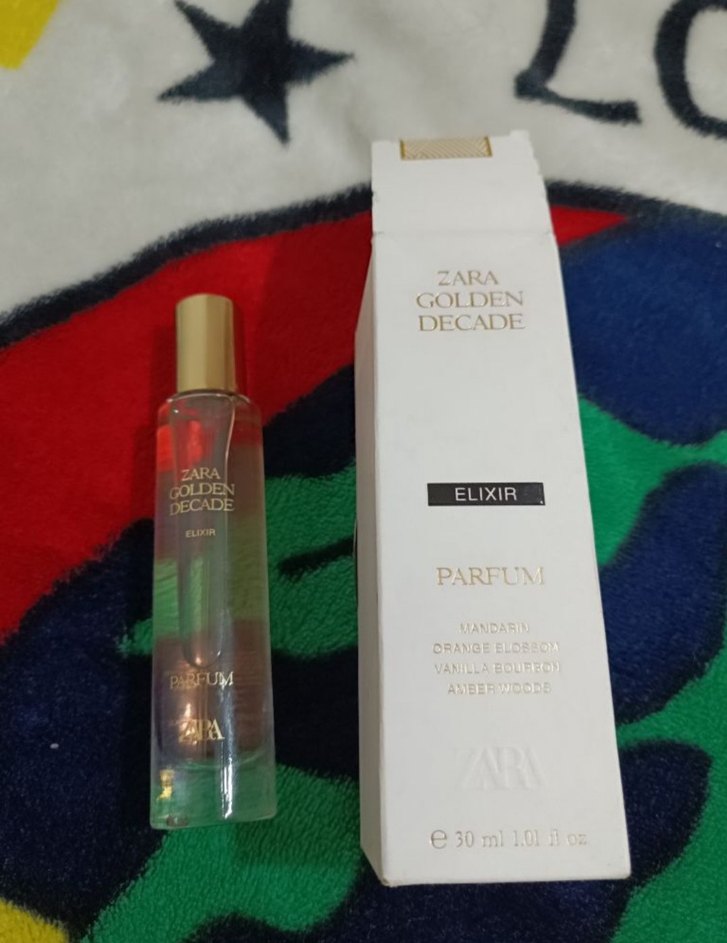 LO
ZARA
GOLDEN
DECADE
ELIXIR
PARFUM
ZARA
ZARA
GOLDEN
DECADE
ELIXIR
PARFUM
MANDARIN
ORANGE BLOSSOM
VANILLA BOURBON
AMBER WOODS
ZARA
e 30 ml 1.01 fl oz